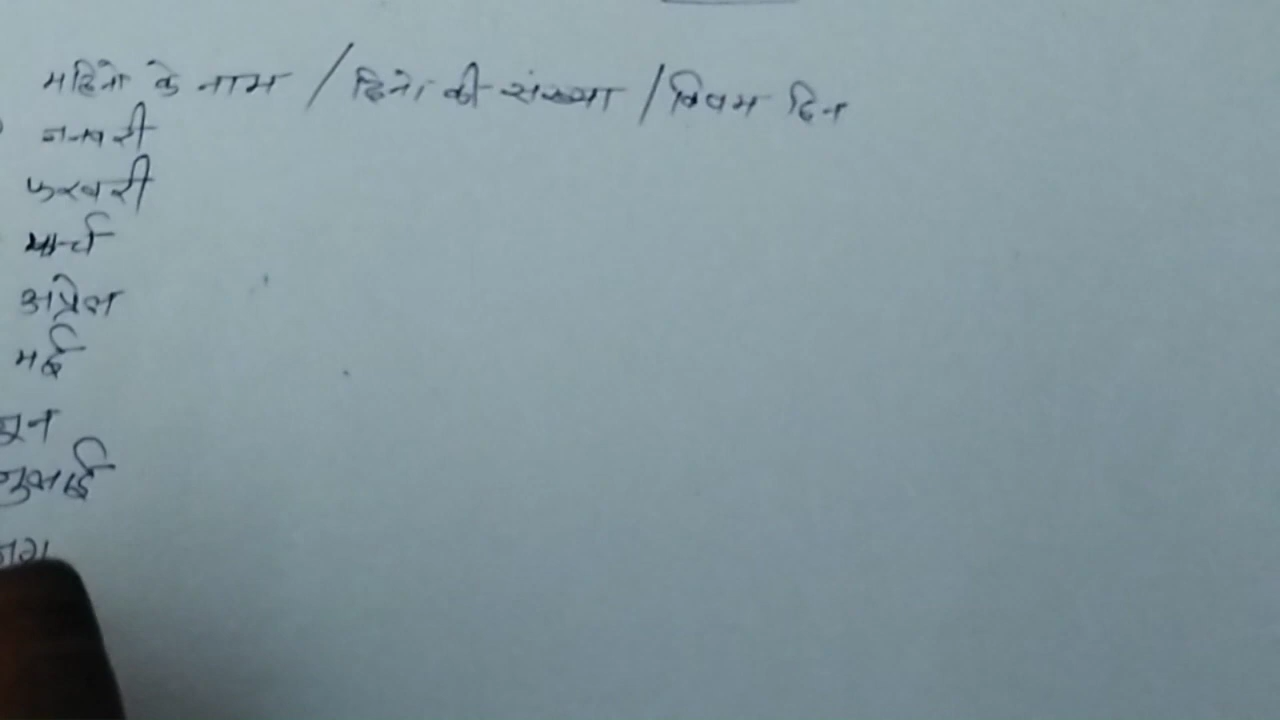 महिनो के नाम / दिनों की संख्या / विषम दिन
जनवरी
फरवरी
मार्च
अप्रेल
मई
जून
जुलाई